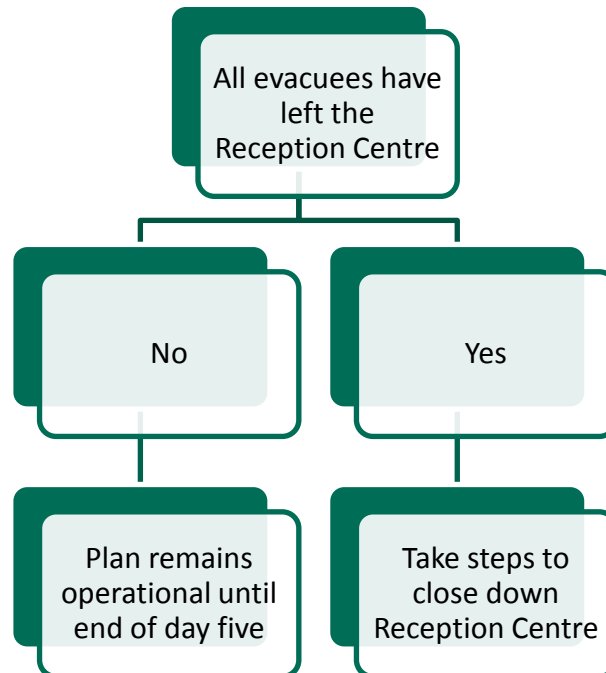 All evacuees have
left the
Reception Centre
No
Yes
Plan remains
operational until
end of day five
Take steps to
close down
Reception Centre